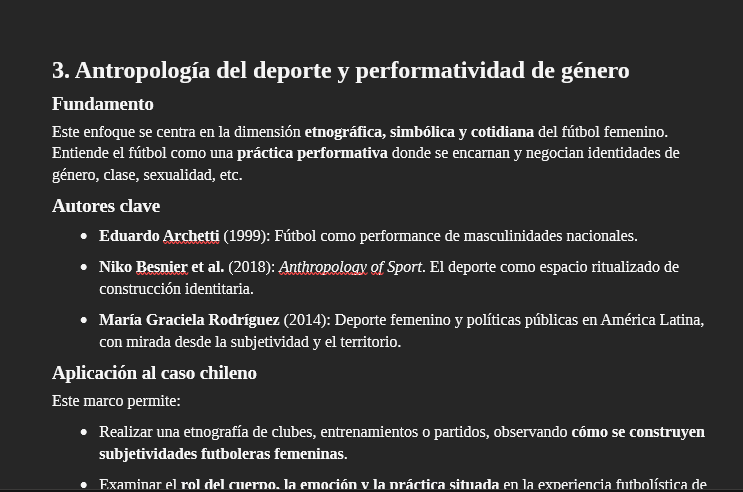 3. Antropología del deporte y performatividad de género
Fundamento
Este enfoque se centra en la dimensión etnográfica, simbólica y cotidiana del fútbol femenino.
Entiende el fútbol como una práctica performativa donde se encarnan y negocian identidades de
género, clase, sexualidad, etc.
Autores clave
• Eduardo Archetti (1999): Fútbol como performance de masculinidades nacionales.
• Niko Besnier et al. (2018): Anthropology of Sport. El deporte como espacio ritualizado de
construcción identitaria.
• María Graciela Rodríguez (2014): Deporte femenino y políticas públicas en América Latina,
con mirada desde la subjetividad y el territorio.
Aplicación al caso chileno
Este marco permite:
• Realizar una etnografía de clubes, entrenamientos o partidos, observando cómo se construyen
subjetividades futboleras femeninas.
• Examinar el rol del cuerpo, la emoción y la práctica situada en la experiencia futbolística de